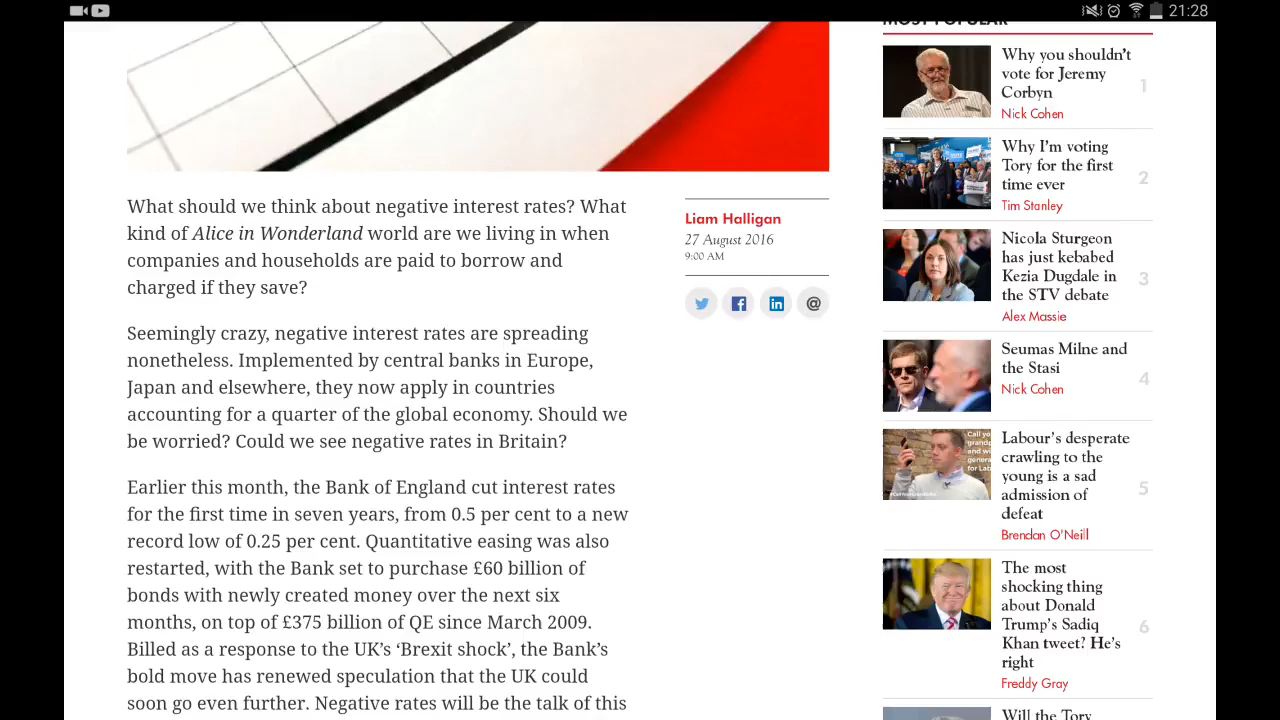 21:28
MOST POPULAR
What should we think about negative interest rates? What
kind of Alice in Wonderland world are we living in when
companies and households are paid to borrow and
charged if they save?
Seemingly crazy, negative interest rates are spreading
nonetheless. Implemented by central banks in Europe,
Japan and elsewhere, they now apply in countries
accounting for a quarter of the global economy. Should we
be worried? Could we see negative rates in Britain?
Earlier this month, the Bank of England cut interest rates
for the first time in seven years, from 0.5 per cent to a new
record low of 0.25 per cent. Quantitative easing was also
restarted, with the Bank set to purchase £60 billion of
bonds with newly created money over the next six
months, on top of £375 billion of QE since March 2009.
Billed as a response to the UK's ‘Brexit shock’, the Bank's
bold move has renewed speculation that the UK could
soon go even further. Negative rates will be the talk of this
Liam Halligan
27 August 2016
9:00 AM
Why you shouldn't
vote for Jeremy
Corbyn
Nick Cohen
1
Why I'm voting
Tory for the first
time ever
Tim Stanley
2
Nicola Sturgeon
has just kebabed
Kezia Dugdale in
the STV debate
Alex Massie
3
Seumas Milne and
the Stasi
Nick Cohen
4
Labour's desperate
crawling to the
young is a sad
admission of
defeat
Brendan O'Neill
5
The most
shocking thing
about Donald
Trump's Sadiq
Khan tweet? He's
right
Freddy Gray
6
Will the Tory